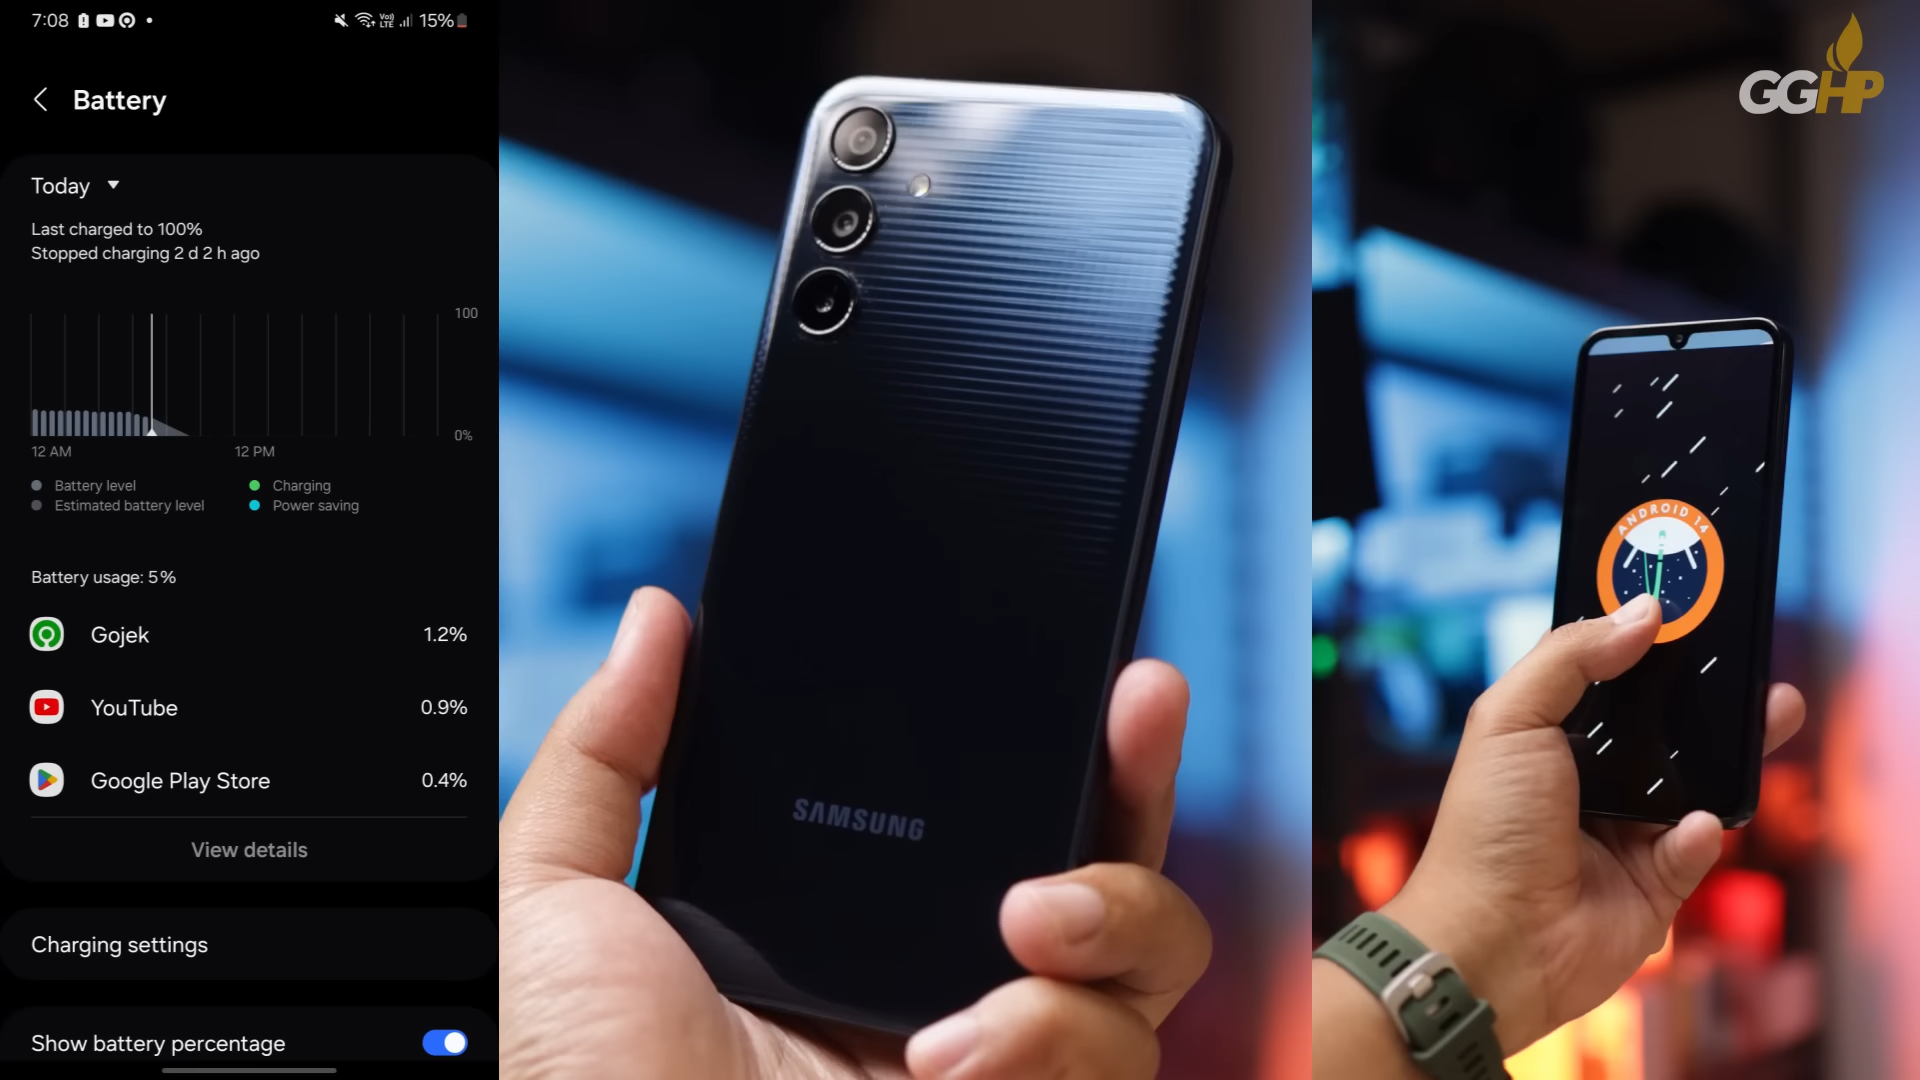 7:08
Vo)) LTE
15%
Battery
Today
Last charged to 100%
Stopped charging 2 d 2 h ago
100
0%
12 AM
12 PM
Battery level
Charging
Estimated battery level
Power saving
Battery usage: 5%
Gojek
1.2%
YouTube
0.9%
Google Play Store
0.4%
View details
Charging settings
Show battery percentage
SAMSUNG
GGHP
ANDROID 14